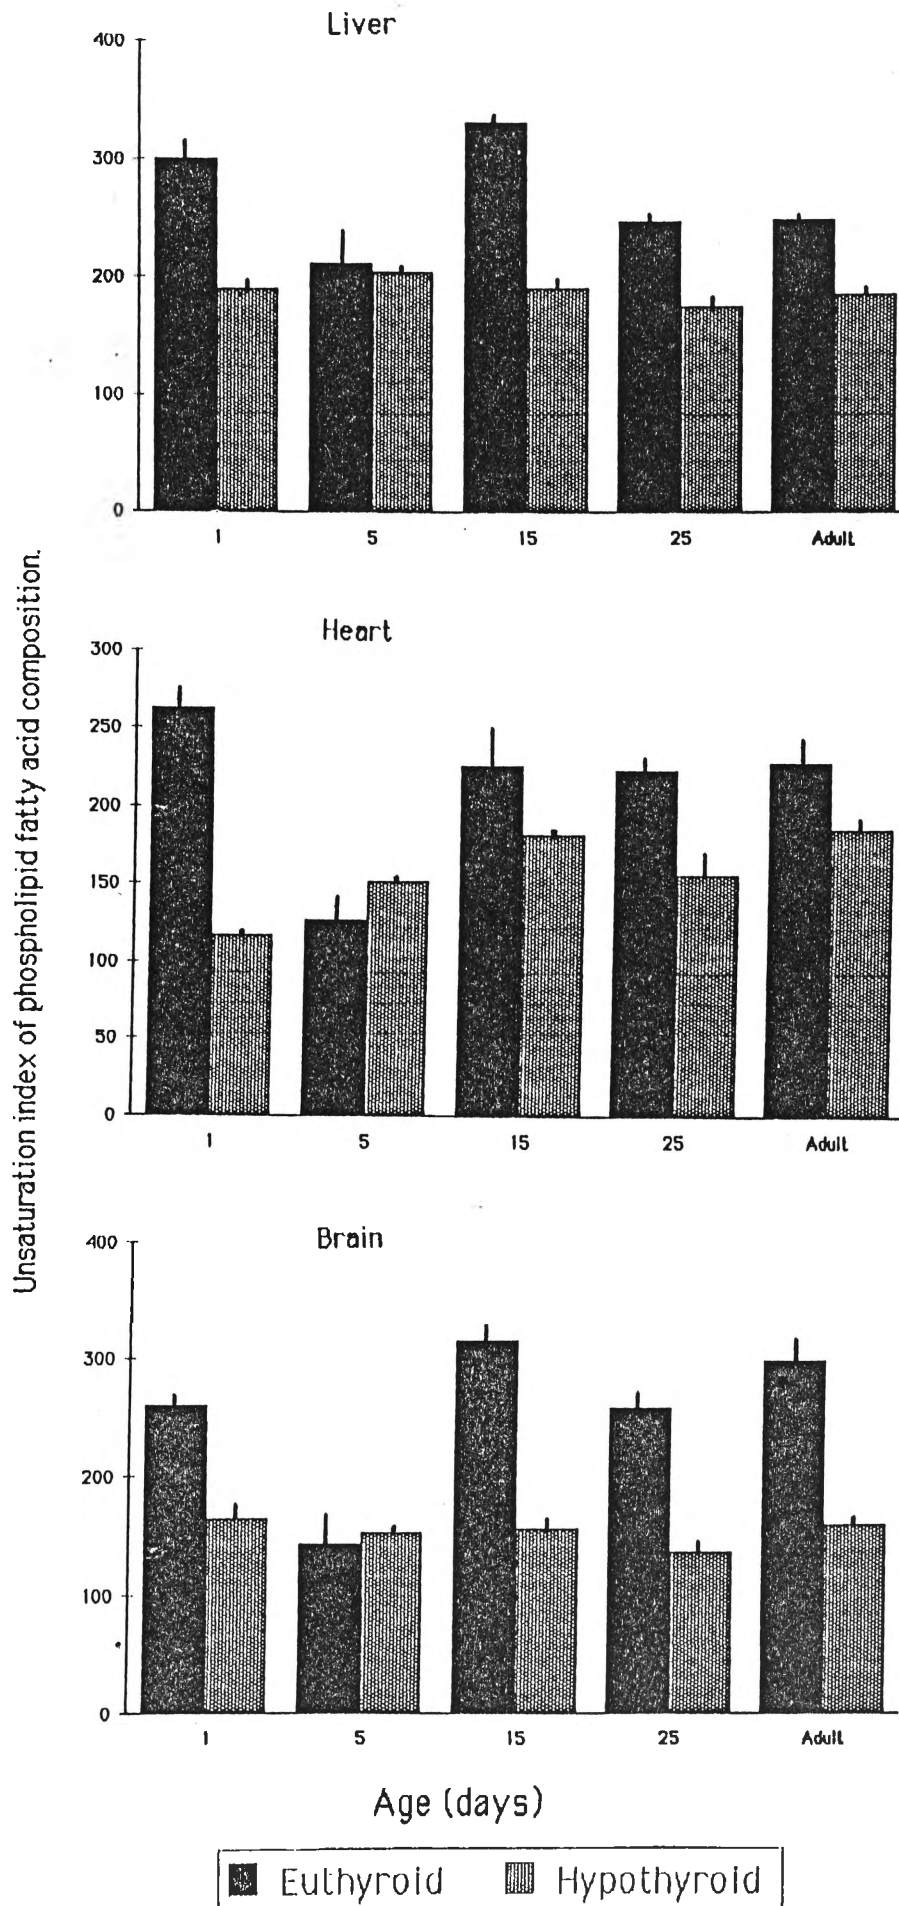 Liver
400
300
200
100
0
1 5 15 25 Adult
Heart
300
250
200
150
100
50
0
1 5 15 25 Adult
Brain
400
300
200
100
0
1 5 15 25 Adult
Unsaturation index of phospholipid fatty acid composition.
Age (days)
Euthyroid Hypothyroid